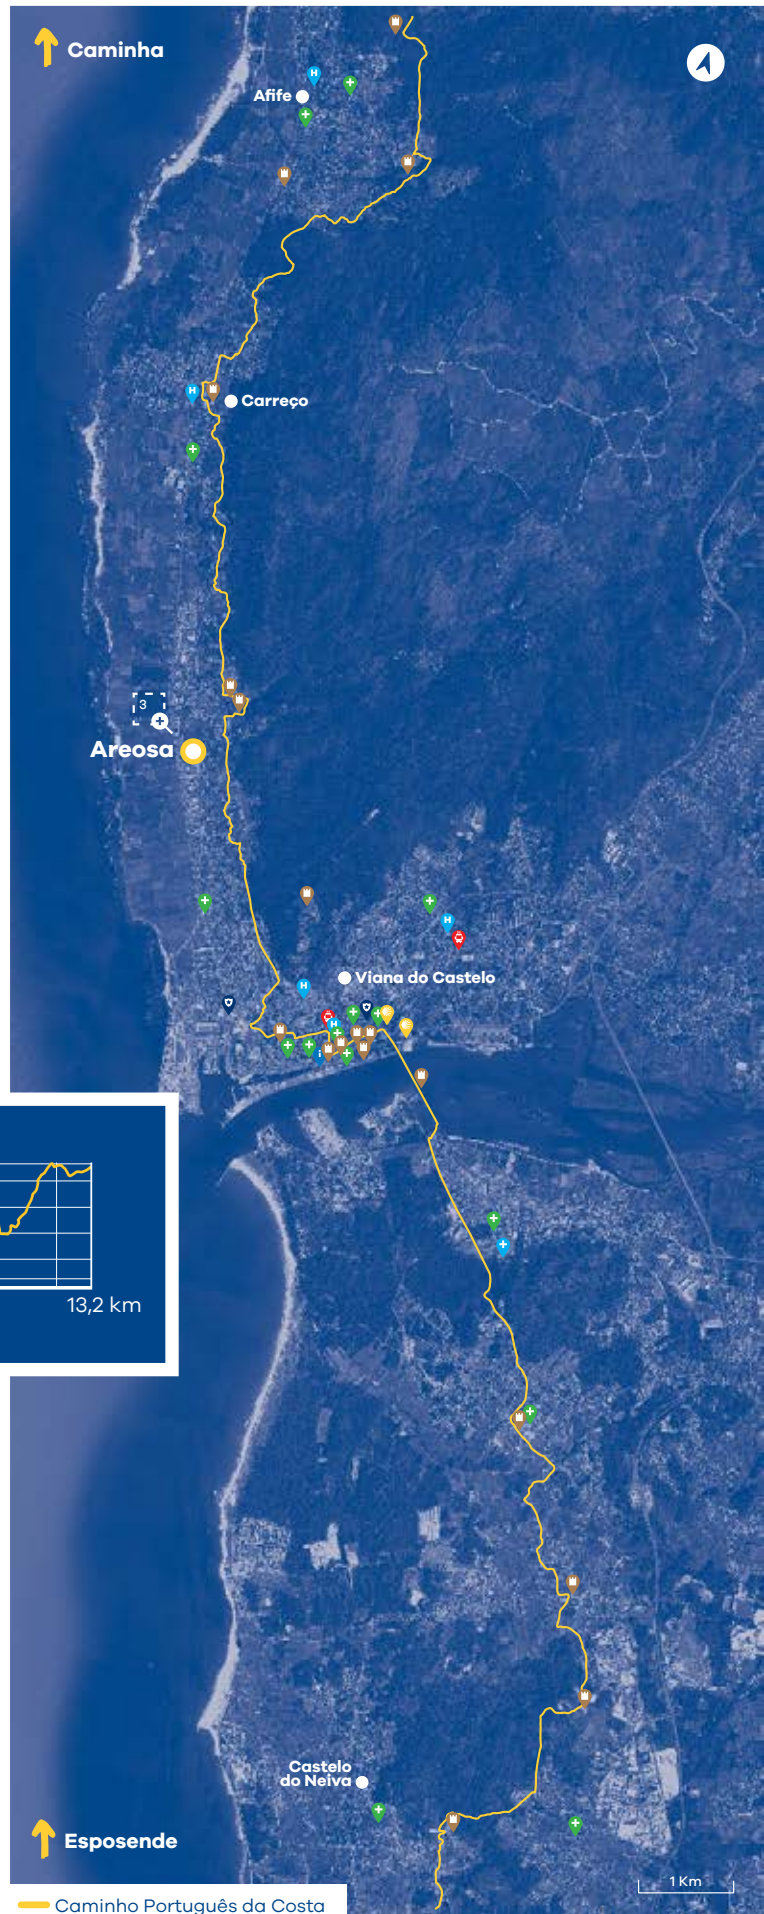 Caminha
H
Afife
H
Carreço
3
Areosa
H
Viana do Castelo
H
H
i
13,2 km
Castelo
do Neiva
Esposende
1 Km
Caminho Português da Costa